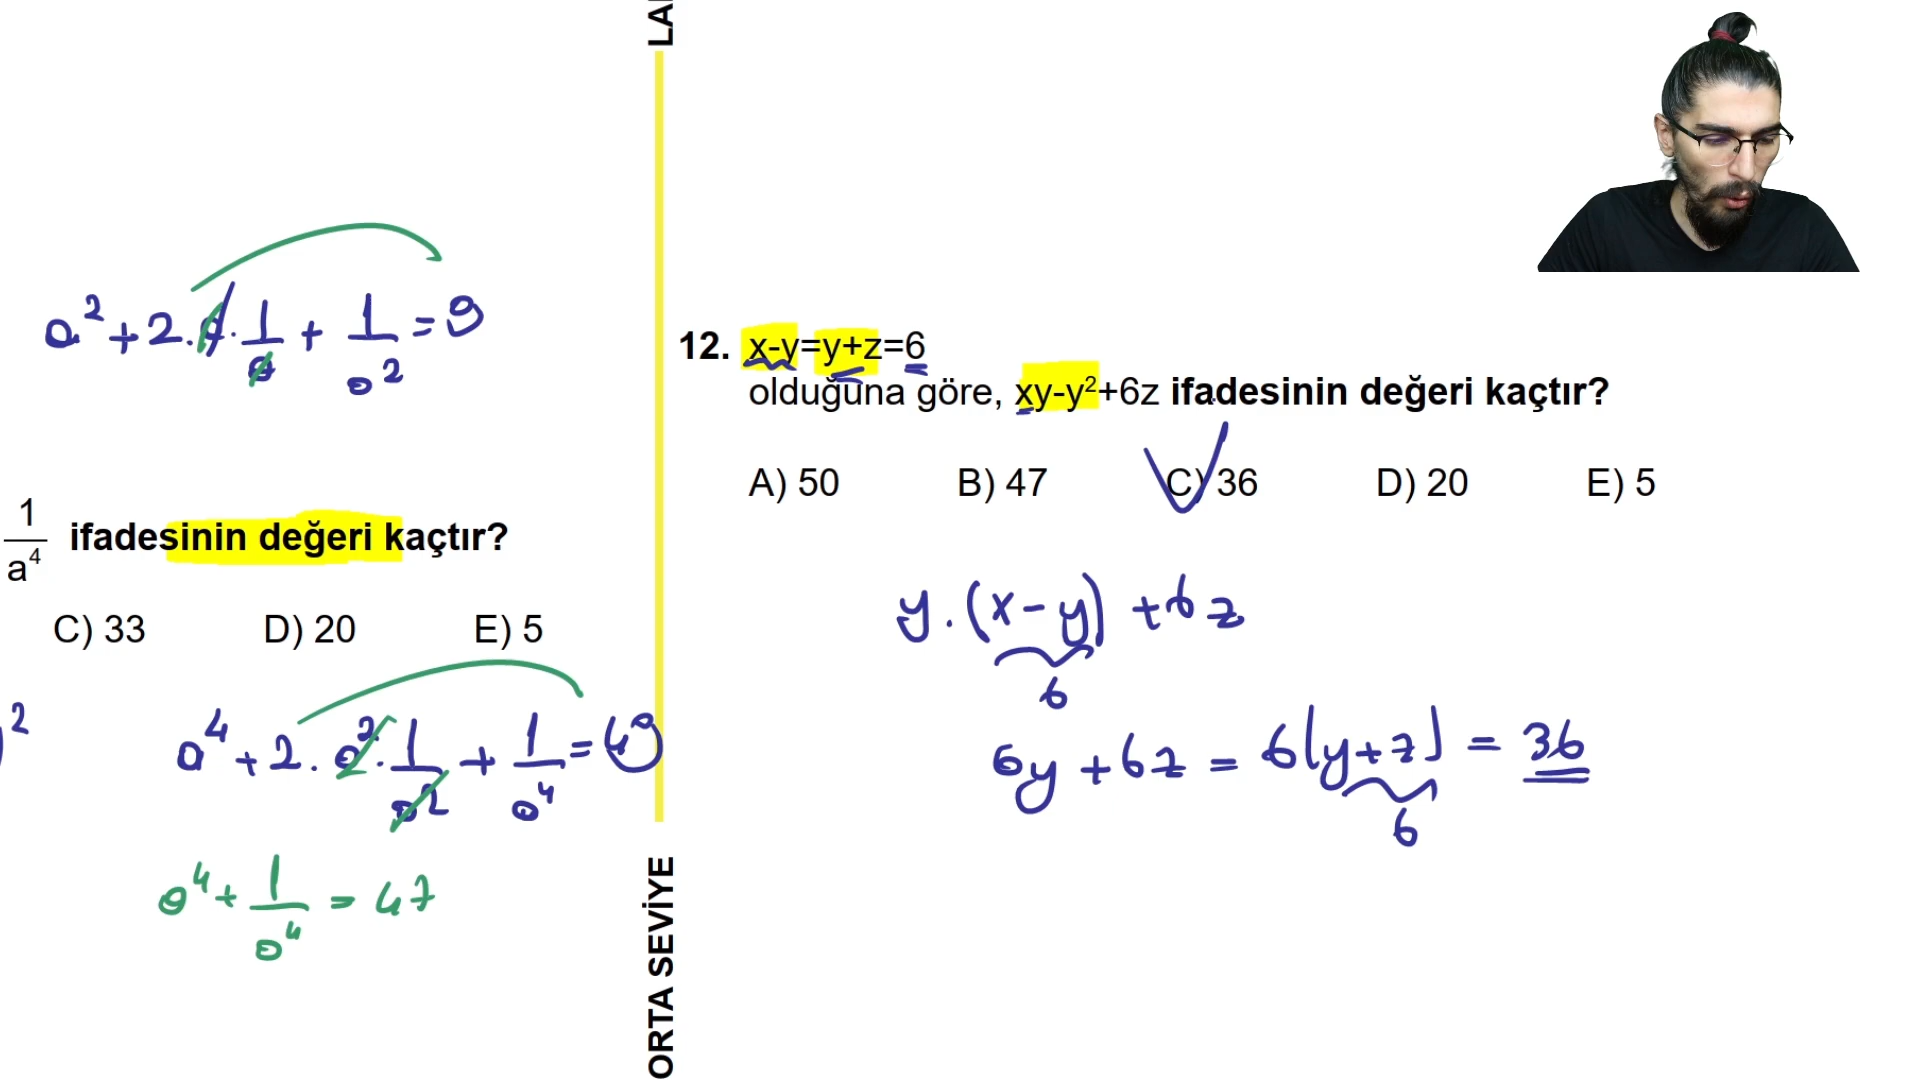 a² + 2.a.1/a + 1/a² = 9
1/a⁴ ifadesinin değeri kaçtır?
C) 33 D) 20 E) 5
)²
a⁴ + 2.a².1/a² + 1/a⁴ = 49
a⁴ + 1/a⁴ = 47
LA
ORTA SEVİYE
12. x-y=y+z=6
olduğuna göre, xy-y²+6z ifadesinin değeri kaçtır?
A) 50 B) 47 C) 36 D) 20 E) 5
y.(x-y) + 6z
6
6y + 6z = 6(y+z) = 36
6